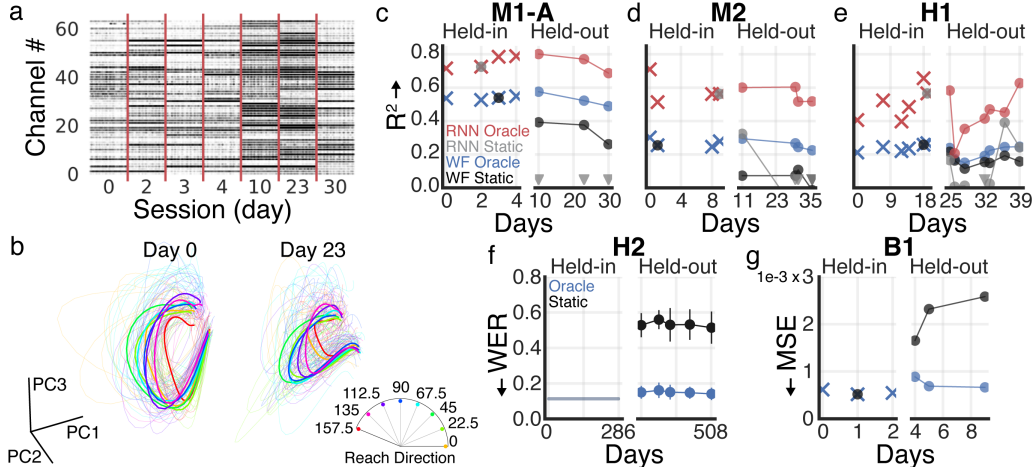 a
Channel #
60
40
20
0
0 2 3 4 10 23 30
Session (day)
b
Day 0
Day 23
PC3
PC1
PC2
90
112.5 67.5
135 45
157.5 22.5
0
Reach Direction
c
M1-A
Held-in Held-out
R² →
0.8
0.6
0.4
0.2
0.0
RNN Oracle
RNN Static
WF Oracle
WF Static
0 2 4 10 20 30
Days
d
M2
Held-in Held-out
0 4 8 11 23 35
Days
e
H1
Held-in Held-out
0 9 18 25 32 39
Days
f
H2
Held-in Held-out
← WER
0.8
0.6
0.4
0.2
0
Oracle
Static
0 286 508
Days
g
B1
1e-3 x 3
Held-in Held-out
← MSE
2
1
0
0 1 2 4 6 8
Days